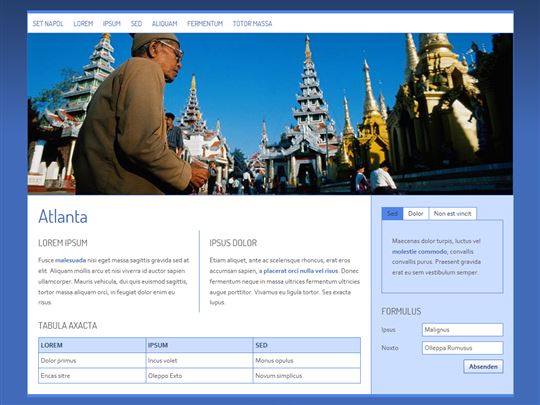 SET NAPOL LOREM IPSUM SED ALIQUAM FERMENTUM TOTOR MASSA
Atlanta
LOREM IPSUM
Fusce malesuada nisi eget massa sagittis gravida sed at
elit. Aliquam mollis arcu et nisi viverra id auctor sapien
ullamcorper. Mauris vehicula, dui quis euismod sagittis,
tortor massa aliquam orci, in feugiat dolor enim eu
risus.
IPSUS DOLOR
Etiam aliquet, ante ac scelerisque rhoncus, erat eros
accumsan sapien, a placerat orci nulla vel risus. Donec
fermentum neque in massa ultrices fermentum ultricies
augue porttitor. Vivamus eu ligula tortor. Ses exacta
lupus.
TABULA AXACTA
LOREM IPSUM SED
Dolor primus Incus volet Monus opulus
Encas sitre Oleppo Exto Novum simplicus
Sed Dolor Non est vincit
Maecenas dolor turpis, luctus vel
molestie commodo, convallis
convallis purus. Praesent gravida
erat eu sem vestibulum semper.
FORMULUS
Ipsus Malignus
Noxto Olleppa Rumusus
Absenden